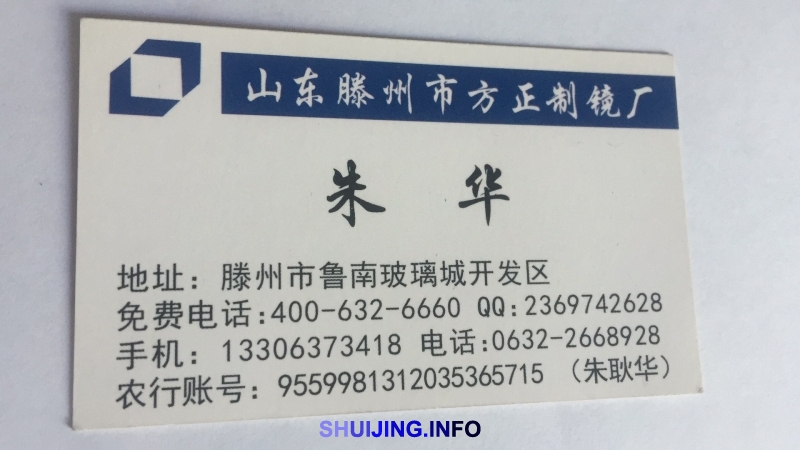 山东滕州市方正制镜厂
朱 华
地址：滕州市鲁南玻璃城开发区
免费电话:400-632-6660 QQ:2369742628
手机：13306373418 电话:0632-2668928
农行账号：9559981312035365715 （朱耿华）
SHUIJING.INFO